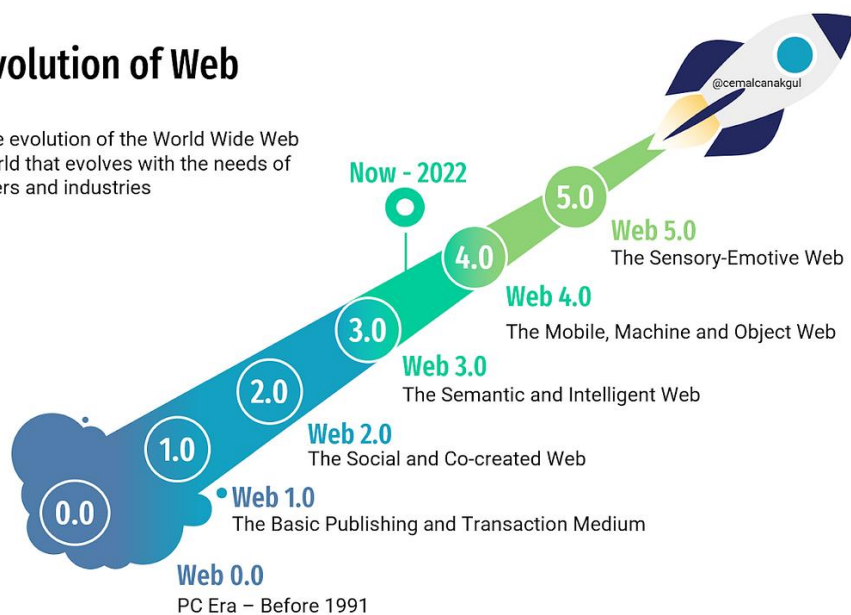 volution of Web
e evolution of the World Wide Web
rld that evolves with the needs of
ers and industries
@cemalcanakgul
Now - 2022
5.0
Web 5.0
The Sensory-Emotive Web
4.0
Web 4.0
The Mobile, Machine and Object Web
3.0
Web 3.0
The Semantic and Intelligent Web
2.0
Web 2.0
The Social and Co-created Web
1.0
Web 1.0
The Basic Publishing and Transaction Medium
0.0
Web 0.0
PC Era – Before 1991